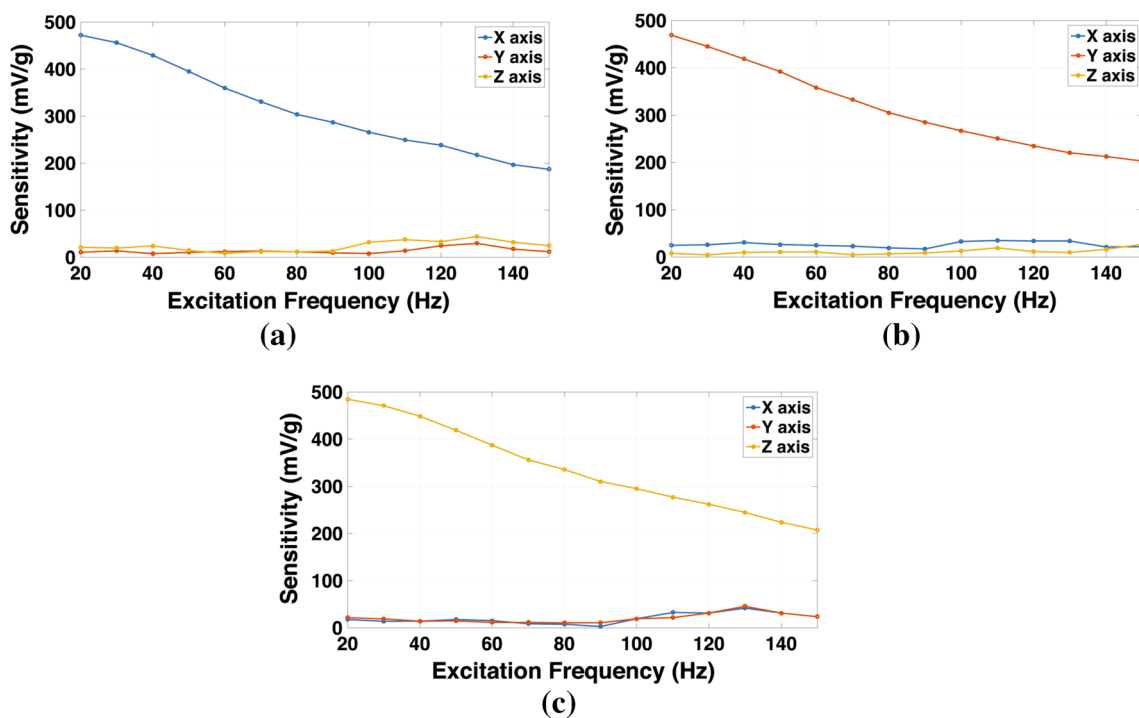 500
400
300
200
100
0
Sensitivity (mV/g)
X axis
Y axis
Z axis
20 40 60 80 100 120 140
Excitation Frequency (Hz)
(a)
500
400
300
200
100
0
Sensitivity (mV/g)
X axis
Y axis
Z axis
20 40 60 80 100 120 140
Excitation Frequency (Hz)
(b)
500
400
300
200
100
0
Sensitivity (mV/g)
X axis
Y axis
Z axis
20 40 60 80 100 120 140
Excitation Frequency (Hz)
(c)